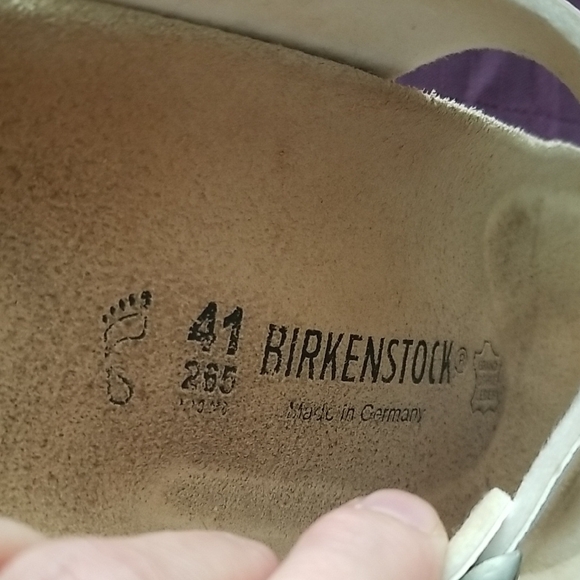 41
265
BIRKENSTOCK®
Made in Germany